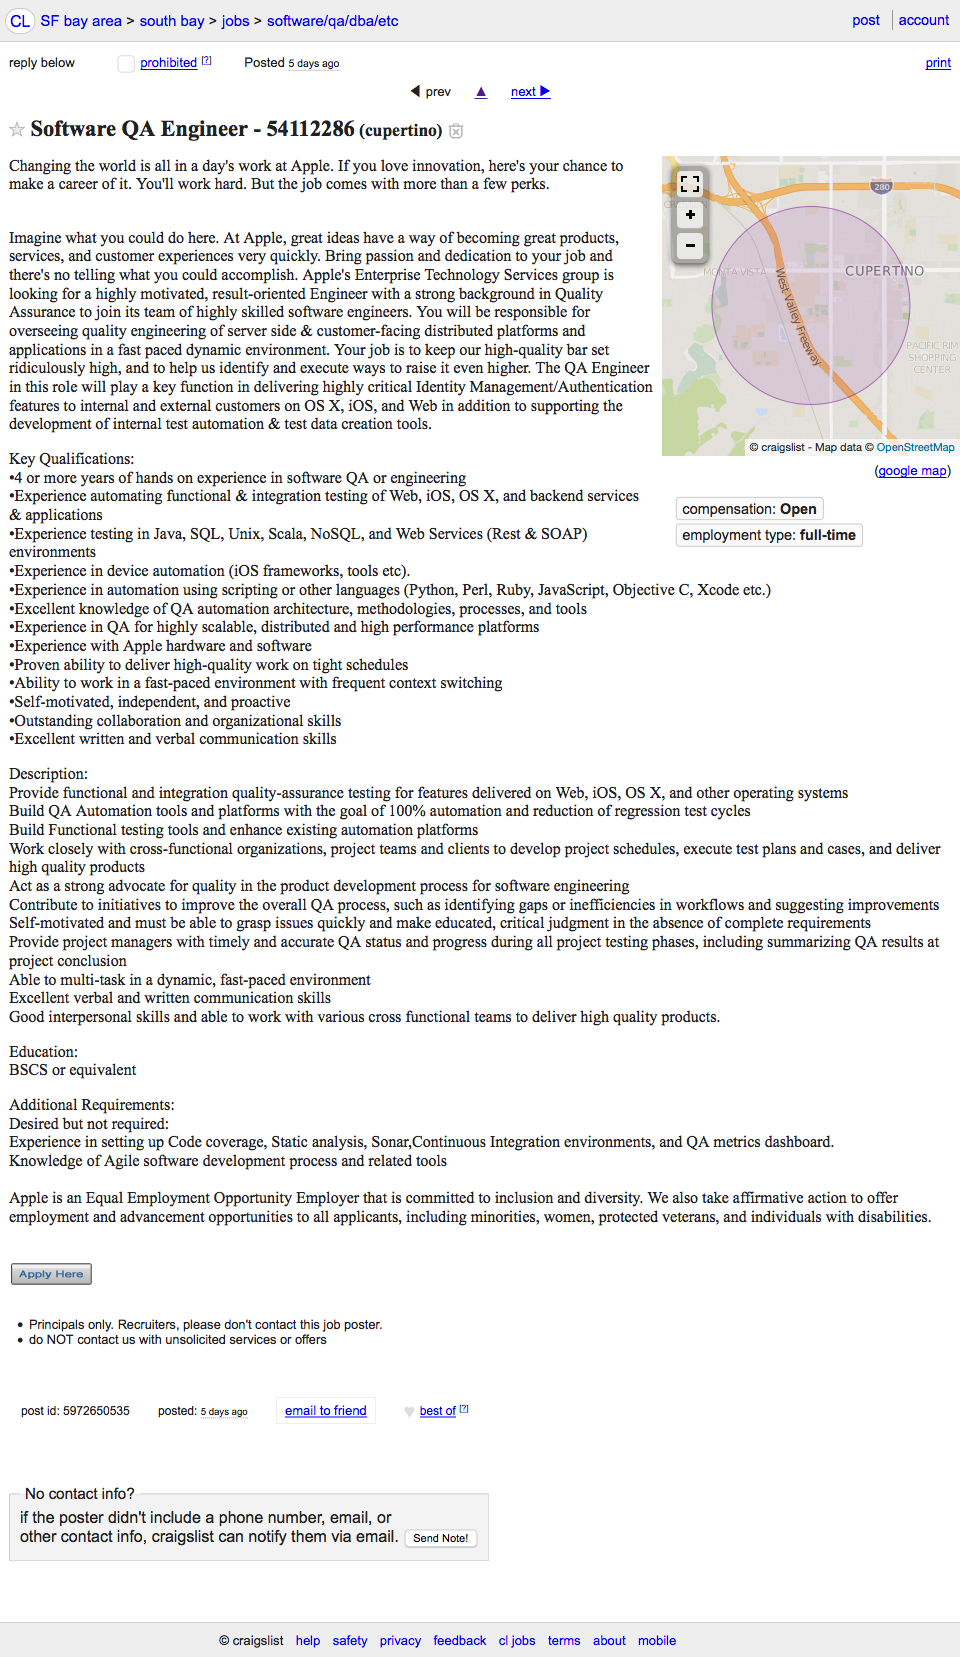 CL SF bay area > south bay > jobs > software/qa/dba/etc post account
reply below prohibited [?] Posted 5 days ago print
◀ prev ▲ next ▶
☆ Software QA Engineer - 54112286 (cupertino)
Changing the world is all in a day's work at Apple. If you love innovation, here's your chance to
make a career of it. You'll work hard. But the job comes with more than a few perks.
Imagine what you could do here. At Apple, great ideas have a way of becoming great products,
services, and customer experiences very quickly. Bring passion and dedication to your job and
there's no telling what you could accomplish. Apple's Enterprise Technology Services group is
looking for a highly motivated, result-oriented Engineer with a strong background in Quality
Assurance to join its team of highly skilled software engineers. You will be responsible for
overseeing quality engineering of server side & customer-facing distributed platforms and
applications in a fast paced dynamic environment. Your job is to keep our high-quality bar set
ridiculously high, and to help us identify and execute ways to raise it even higher. The QA Engineer
in this role will play a key function in delivering highly critical Identity Management/Authentication
features to internal and external customers on OS X, iOS, and Web in addition to supporting the
development of internal test automation & test data creation tools.
+
−
280
MONTA VISTA
CUPERTINO
West Valley Freeway
PACIFIC RIM
SHOPPING
CENTER
© craigslist - Map data © OpenStreetMap
(google map)
compensation: Open
employment type: full-time
Key Qualifications:
•4 or more years of hands on experience in software QA or engineering
•Experience automating functional & integration testing of Web, iOS, OS X, and backend services
& applications
•Experience testing in Java, SQL, Unix, Scala, NoSQL, and Web Services (Rest & SOAP)
environments
•Experience in device automation (iOS frameworks, tools etc).
•Experience in automation using scripting or other languages (Python, Perl, Ruby, JavaScript, Objective C, Xcode etc.)
•Excellent knowledge of QA automation architecture, methodologies, processes, and tools
•Experience in QA for highly scalable, distributed and high performance platforms
•Experience with Apple hardware and software
•Proven ability to deliver high-quality work on tight schedules
•Ability to work in a fast-paced environment with frequent context switching
•Self-motivated, independent, and proactive
•Outstanding collaboration and organizational skills
•Excellent written and verbal communication skills
Description:
Provide functional and integration quality-assurance testing for features delivered on Web, iOS, OS X, and other operating systems
Build QA Automation tools and platforms with the goal of 100% automation and reduction of regression test cycles
Build Functional testing tools and enhance existing automation platforms
Work closely with cross-functional organizations, project teams and clients to develop project schedules, execute test plans and cases, and deliver
high quality products
Act as a strong advocate for quality in the product development process for software engineering
Contribute to initiatives to improve the overall QA process, such as identifying gaps or inefficiencies in workflows and suggesting improvements
Self-motivated and must be able to grasp issues quickly and make educated, critical judgment in the absence of complete requirements
Provide project managers with timely and accurate QA status and progress during all project testing phases, including summarizing QA results at
project conclusion
Able to multi-task in a dynamic, fast-paced environment
Excellent verbal and written communication skills
Good interpersonal skills and able to work with various cross functional teams to deliver high quality products.
Education:
BSCS or equivalent
Additional Requirements:
Desired but not required:
Experience in setting up Code coverage, Static analysis, Sonar,Continuous Integration environments, and QA metrics dashboard.
Knowledge of Agile software development process and related tools
Apple is an Equal Employment Opportunity Employer that is committed to inclusion and diversity. We also take affirmative action to offer
employment and advancement opportunities to all applicants, including minorities, women, protected veterans, and individuals with disabilities.
Apply Here
• Principals only. Recruiters, please don't contact this job poster.
• do NOT contact us with unsolicited services or offers
post id: 5972650535 posted: 5 days ago email to friend ♥ best of [?]
No contact info?
if the poster didn't include a phone number, email, or
other contact info, craigslist can notify them via email. Send Note!
© craigslist help safety privacy feedback cl jobs terms about mobile